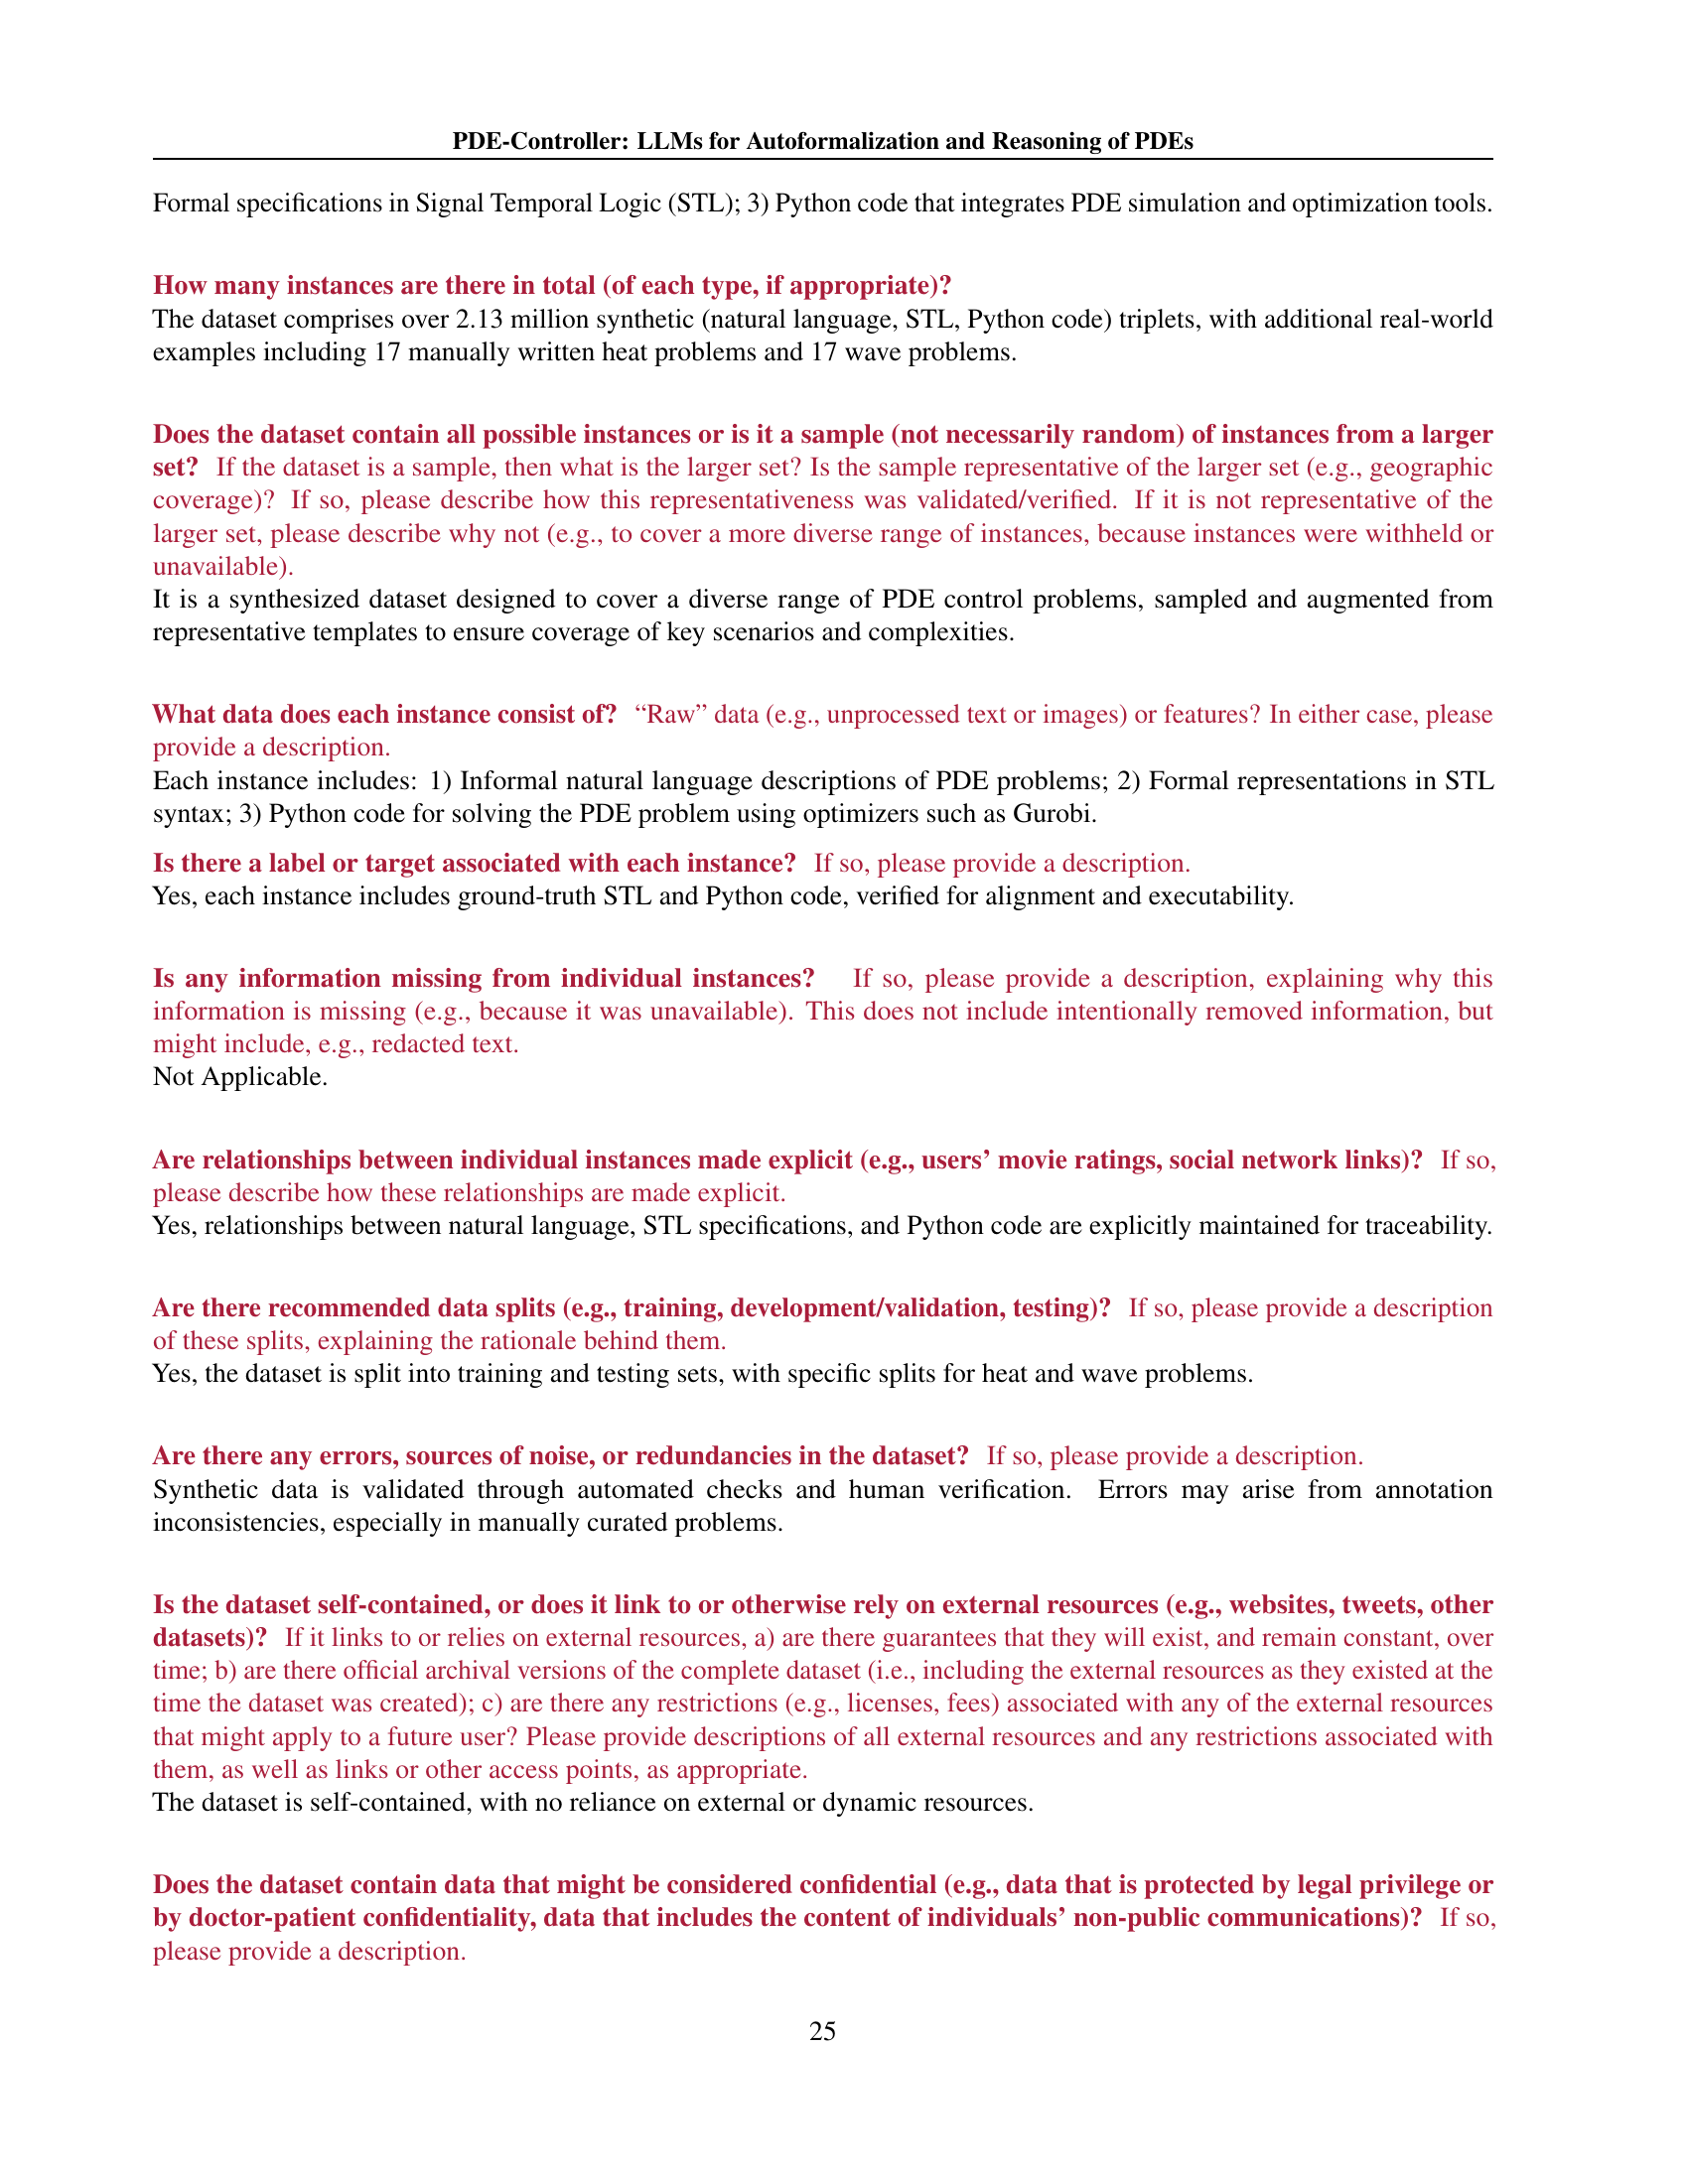 PDE-Controller: LLMs for Autoformalization and Reasoning of PDEs
Formal specifications in Signal Temporal Logic (STL); 3) Python code that integrates PDE simulation and optimization tools.
How many instances are there in total (of each type, if appropriate)?
The dataset comprises over 2.13 million synthetic (natural language, STL, Python code) triplets, with additional real-world
examples including 17 manually written heat problems and 17 wave problems.
Does the dataset contain all possible instances or is it a sample (not necessarily random) of instances from a larger
set? If the dataset is a sample, then what is the larger set? Is the sample representative of the larger set (e.g., geographic
coverage)? If so, please describe how this representativeness was validated/verified. If it is not representative of the
larger set, please describe why not (e.g., to cover a more diverse range of instances, because instances were withheld or
unavailable).
It is a synthesized dataset designed to cover a diverse range of PDE control problems, sampled and augmented from
representative templates to ensure coverage of key scenarios and complexities.
What data does each instance consist of? “Raw” data (e.g., unprocessed text or images) or features? In either case, please
provide a description.
Each instance includes: 1) Informal natural language descriptions of PDE problems; 2) Formal representations in STL
syntax; 3) Python code for solving the PDE problem using optimizers such as Gurobi.
Is there a label or target associated with each instance? If so, please provide a description.
Yes, each instance includes ground-truth STL and Python code, verified for alignment and executability.
Is any information missing from individual instances? If so, please provide a description, explaining why this
information is missing (e.g., because it was unavailable). This does not include intentionally removed information, but
might include, e.g., redacted text.
Not Applicable.
Are relationships between individual instances made explicit (e.g., users’ movie ratings, social network links)? If so,
please describe how these relationships are made explicit.
Yes, relationships between natural language, STL specifications, and Python code are explicitly maintained for traceability.
Are there recommended data splits (e.g., training, development/validation, testing)? If so, please provide a description
of these splits, explaining the rationale behind them.
Yes, the dataset is split into training and testing sets, with specific splits for heat and wave problems.
Are there any errors, sources of noise, or redundancies in the dataset? If so, please provide a description.
Synthetic data is validated through automated checks and human verification. Errors may arise from annotation
inconsistencies, especially in manually curated problems.
Is the dataset self-contained, or does it link to or otherwise rely on external resources (e.g., websites, tweets, other
datasets)? If it links to or relies on external resources, a) are there guarantees that they will exist, and remain constant, over
time; b) are there official archival versions of the complete dataset (i.e., including the external resources as they existed at the
time the dataset was created); c) are there any restrictions (e.g., licenses, fees) associated with any of the external resources
that might apply to a future user? Please provide descriptions of all external resources and any restrictions associated with
them, as well as links or other access points, as appropriate.
The dataset is self-contained, with no reliance on external or dynamic resources.
Does the dataset contain data that might be considered confidential (e.g., data that is protected by legal privilege or
by doctor-patient confidentiality, data that includes the content of individuals’ non-public communications)? If so,
please provide a description.
25